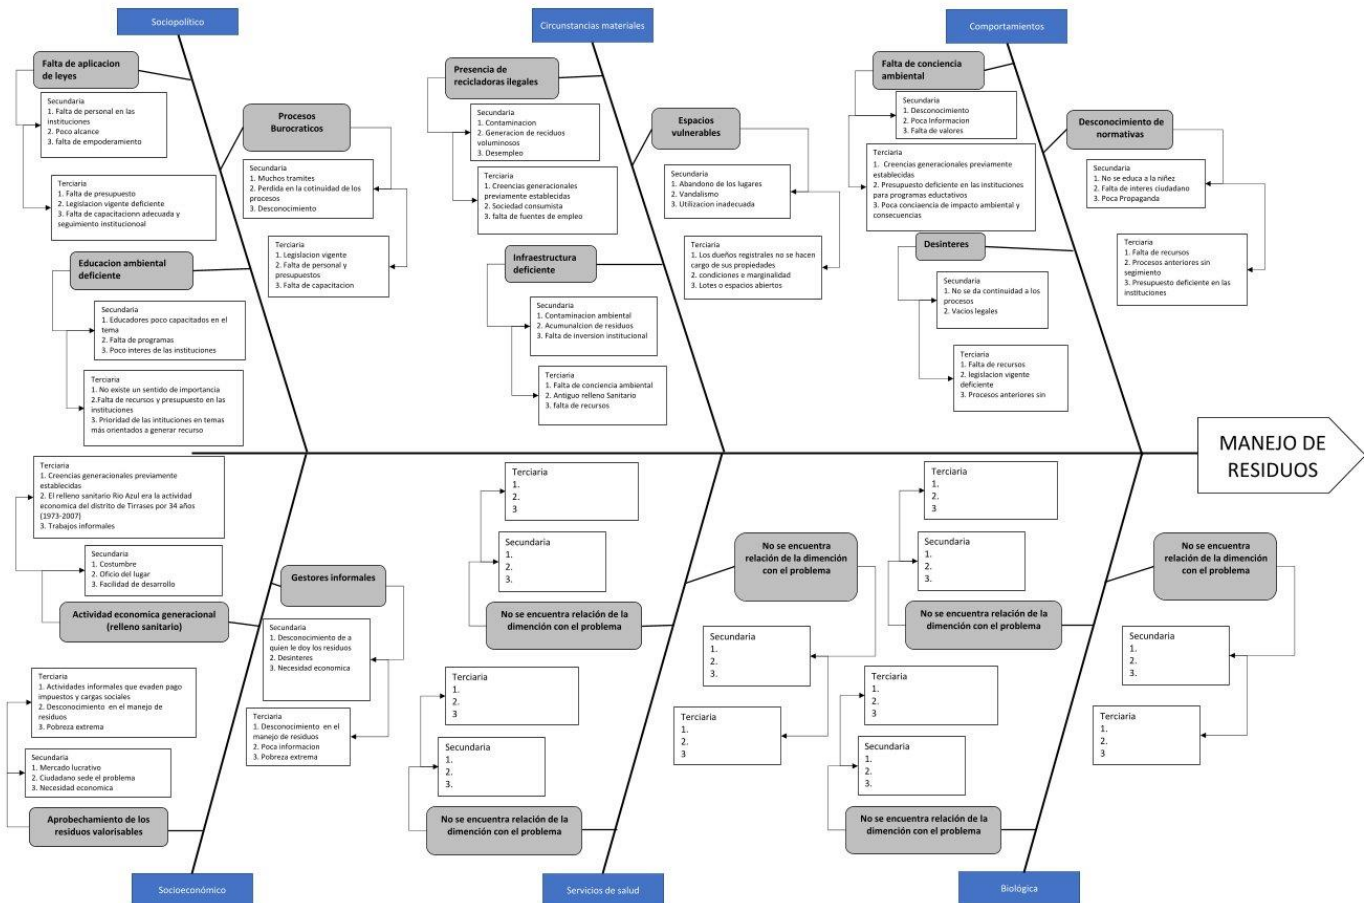 Sociopolítico
Circunstancias materiales
Comportamientos
Falta de aplicacion
de leyes
Secundaria
1. Falta de personal en las
instituciones
2. Poco alcance
3. falta de empoderamiento
Terciaria
1. Falta de presupuesto
2. Legislacion vigente deficiente
3. Falta de capacitacionn adecuada y
seguimiento institucionoal
Procesos
Burocraticos
Secundaria
1. Muchos tramites
2. Perdida en la cotinuidad de los
procesos
3. Desconocimiento
Terciaria
1. Legislacion vigente
2. Falta de personal y
presupuestos
3. Falta de capacitacion
Educacion ambiental
deficiente
Secundaria
1. Educadores poco capacitados en el
tema
2. Falta de programas
3. Poco interes de las instituciones
Terciaria
1. No existe un sentido de importancia
2.Falta de recursos y presupuesto en las
instituciones
3. Prioridad de las intituciones en temas
más orientados a generar recurso
Presencia de
recicladoras ilegales
Secundaria
1. Contaminacion
2. Generacion de residuos
voluminosos
3. Desempleo
Terciaria
1. Creencias generacionales
previamente establecidas
2. Sociedad consumista
3. falta de fuentes de empleo
Espacios
vulnerables
Secundaria
1. Abandono de los lugares
2. Vandalismo
3. Utilizacion inadecuada
Terciaria
1. Los dueños registrales no se hacen
cargo de sus propiedades
2. condiciones e marginalidad
3. Lotes o espacios abiertos
Infraestructura
deficiente
Secundaria
1. Contaminacion ambiental
2. Acumunalcion de residuos
3. Falta de inversion institucional
Terciaria
1. Falta de conciencia ambiental
2. Antiguo relleno Sanitario
3. falta de recursos
Falta de conciencia
ambiental
Secundaria
1. Desconocimiento
2. Poca Informacion
3. Falta de valores
Terciaria
1. Creencias generacionales previamente
establecidas
2. Presupuesto deficiente en las instituciones
para programas eductativos
3. Poca conciaencia de impacto ambiental y
consecuencias
Desconocimiento de
normativas
Secundaria
1. No se educa a la niñez
2. Falta de interes ciudadano
3. Poca Propaganda
Terciaria
1. Falta de recursos
2. Procesos anteriores sin
segimiento
3. Presupuesto deficiente en las
instituciones
Desinteres
Secundaria
1. No se da continuidad a los
procesos
2. Vacios legales
Terciaria
1. Falta de recursos
2. legislacion vigente
deficiente
3. Procesos anteriores sin
MANEJO DE
RESIDUOS
Terciaria
1. Creencias generacionales previamente
establecidas
2. El relleno sanitario Rio Azul era la actividad
economica del distrito de Tirrases por 34 años
(1973-2007)
3. Trabajos informales
Secundaria
1. Costumbre
2. Oficio del lugar
3. Facilidad de desarrollo
Actividad economica generacional
(relleno sanitario)
Gestores informales
Secundaria
1. Desconocimiento de a
quien le doy los residuos
2. Desinteres
3. Necesidad economica
Terciaria
1. Desconocimiento en el
manejo de residuos
2. Poca informacion
3. Pobreza extrema
Terciaria
1. Actividades informales que evaden pago
impuestos y cargas sociales
2. Desconocimiento en el manejo de
residuos
3. Pobreza extrema
Secundaria
1. Mercado lucrativo
2. Ciudadano sede el problema
3. Necesidad economica
Aprobechamiento de los
residuos valorisables
Terciaria
1.
2.
3
Secundaria
1.
2.
3.
No se encuentra relación de la
dimención con el problema
No se encuentra
relación de la dimención
con el problema
Secundaria
1.
2.
3.
Terciaria
1.
2.
3
Terciaria
1.
2.
3
Secundaria
1.
2.
3.
No se encuentra relación de la
dimención con el problema
Terciaria
1.
2.
3
Secundaria
1.
2.
3.
No se encuentra relación de la
dimención con el problema
No se encuentra
relación de la dimención
con el problema
Secundaria
1.
2.
3.
Terciaria
1.
2.
3
Terciaria
1.
2.
3
Secundaria
1.
2.
3.
No se encuentra relación de la
dimención con el problema
Socioeconómico
Servicios de salud
Biológica